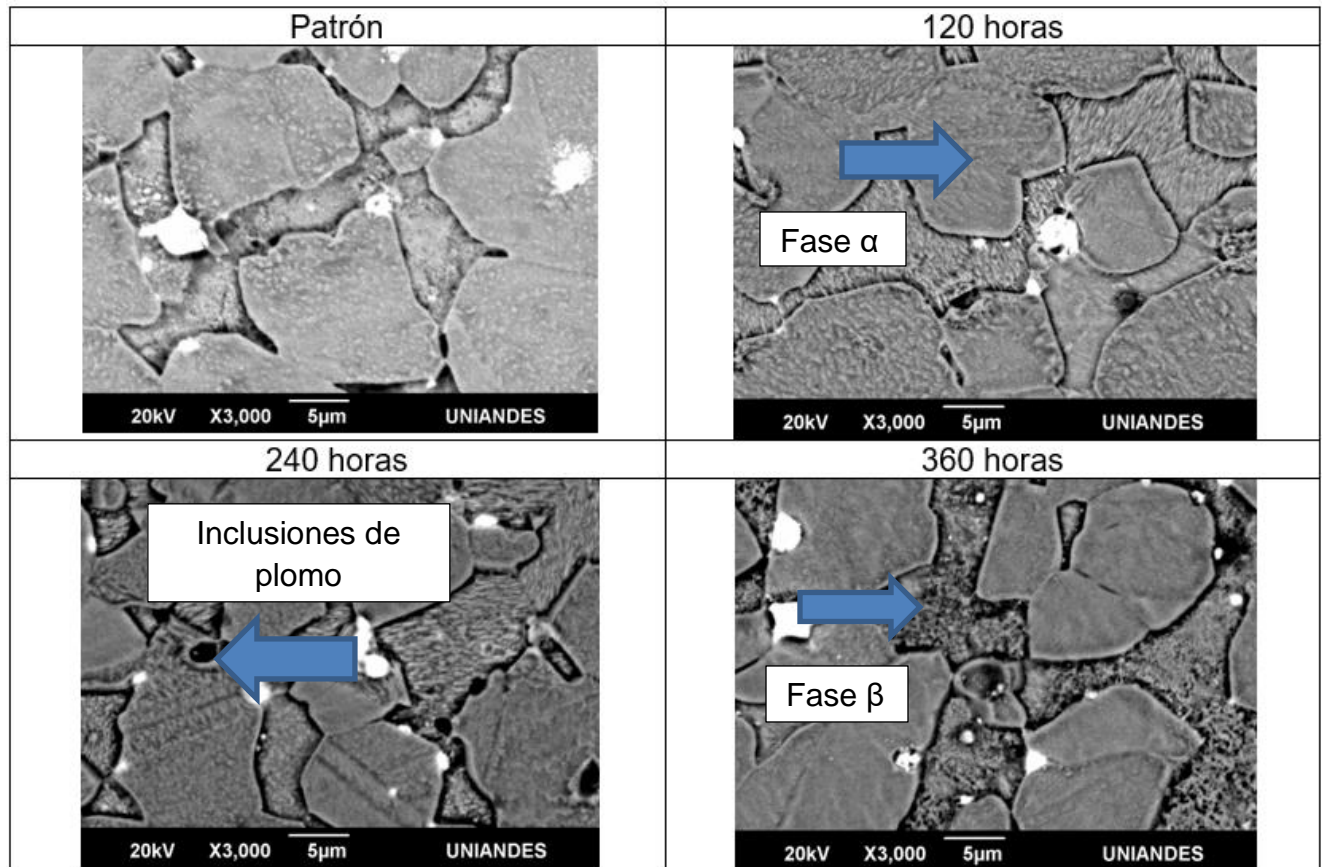 Patrón
120 horas
Fase α
20kV X3,000 5μm UNIANDES
20kV X3,000 5μm UNIANDES
240 horas
360 horas
Inclusiones de
plomo
Fase β
20kV X3,000 5μm UNIANDES
20kV X3,000 5μm UNIANDES